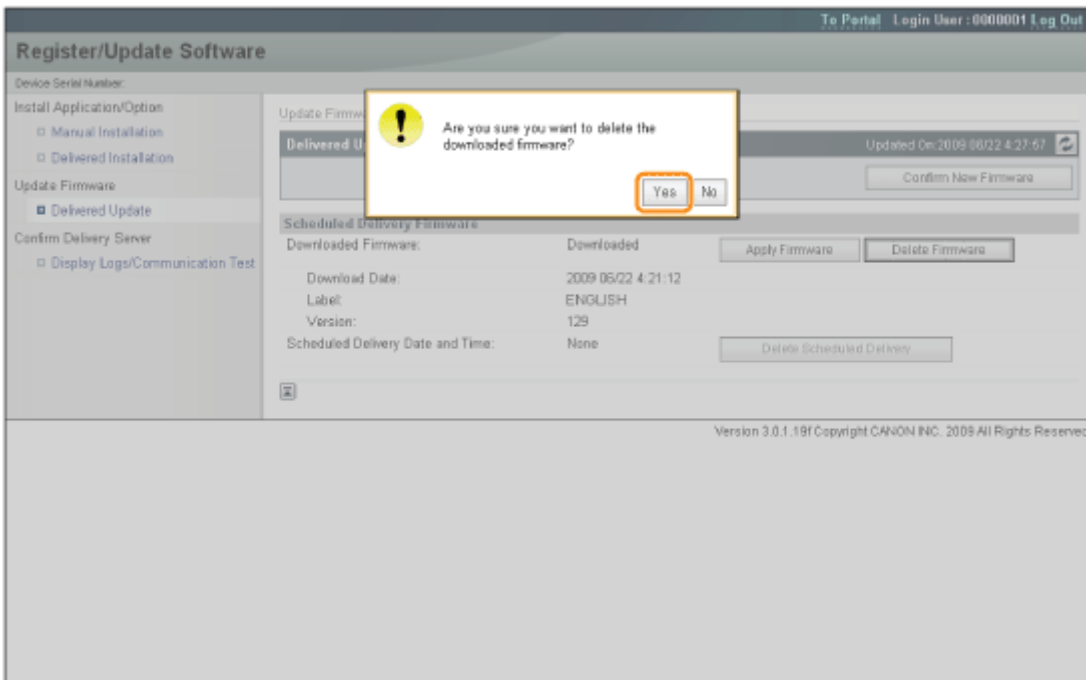 To Portal Login User : 0000001 Log Out
Register/Update Software
Device Serial Number:
Install Application/Option
Manual Installation
Delivered Installation
Update Firmware
Delivered Update
Confirm Delivery Server
Display Logs/Communication Test
Update Firmw
Delivered U
Updated On:2009 06/22 4:27:57
Confirm New Firmware
Are you sure you want to delete the
downloaded firmware?
Yes No
Scheduled Delivery Firmware
Downloaded Firmware: Downloaded Apply Firmware Delete Firmware
Download Date: 2009 06/22 4:21:12
Label: ENGLISH
Version: 129
Scheduled Delivery Date and Time: None Delete Scheduled Delivery
Version 3.0.1.19f Copyright CANON INC. 2009 All Rights Reserved